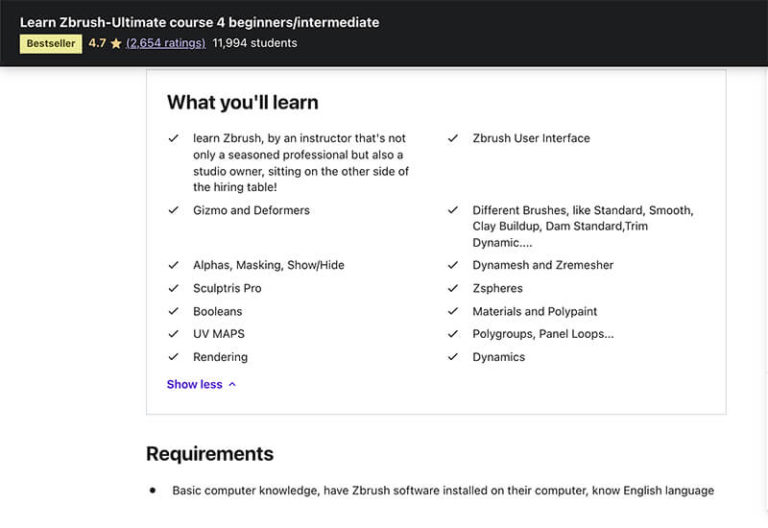 Learn Zbrush-Ultimate course 4 beginners/intermediate
Bestseller 4.7 (2,654 ratings) 11,994 students
What you'll learn
learn Zbrush, by an instructor that's not
only a seasoned professional but also a
studio owner, sitting on the other side of
the hiring table!
Zbrush User Interface
Gizmo and Deformers
Different Brushes, like Standard, Smooth,
Clay Buildup, Dam Standard,Trim
Dynamic....
Alphas, Masking, Show/Hide
Dynamesh and Zremesher
Sculptris Pro
Zspheres
Booleans
Materials and Polypaint
UV MAPS
Polygroups, Panel Loops...
Rendering
Dynamics
Show less
Requirements
Basic computer knowledge, have Zbrush software installed on their computer, know English language